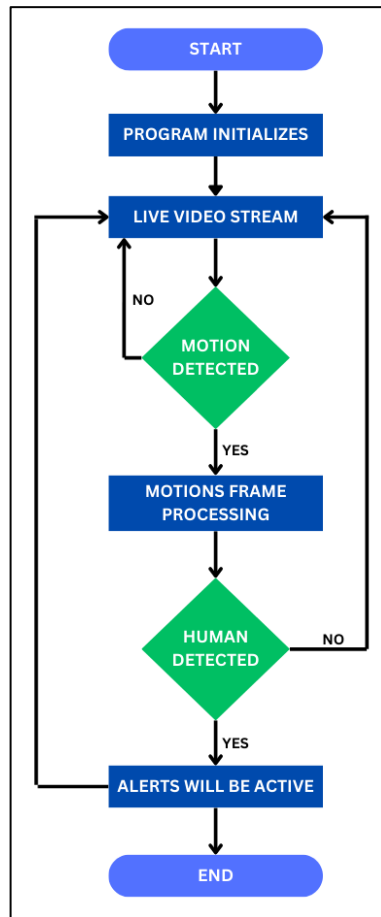 START
PROGRAM INITIALIZES
LIVE VIDEO STREAM
NO
MOTION
DETECTED
YES
MOTIONS FRAME
PROCESSING
HUMAN
DETECTED
NO
YES
ALERTS WILL BE ACTIVE
END